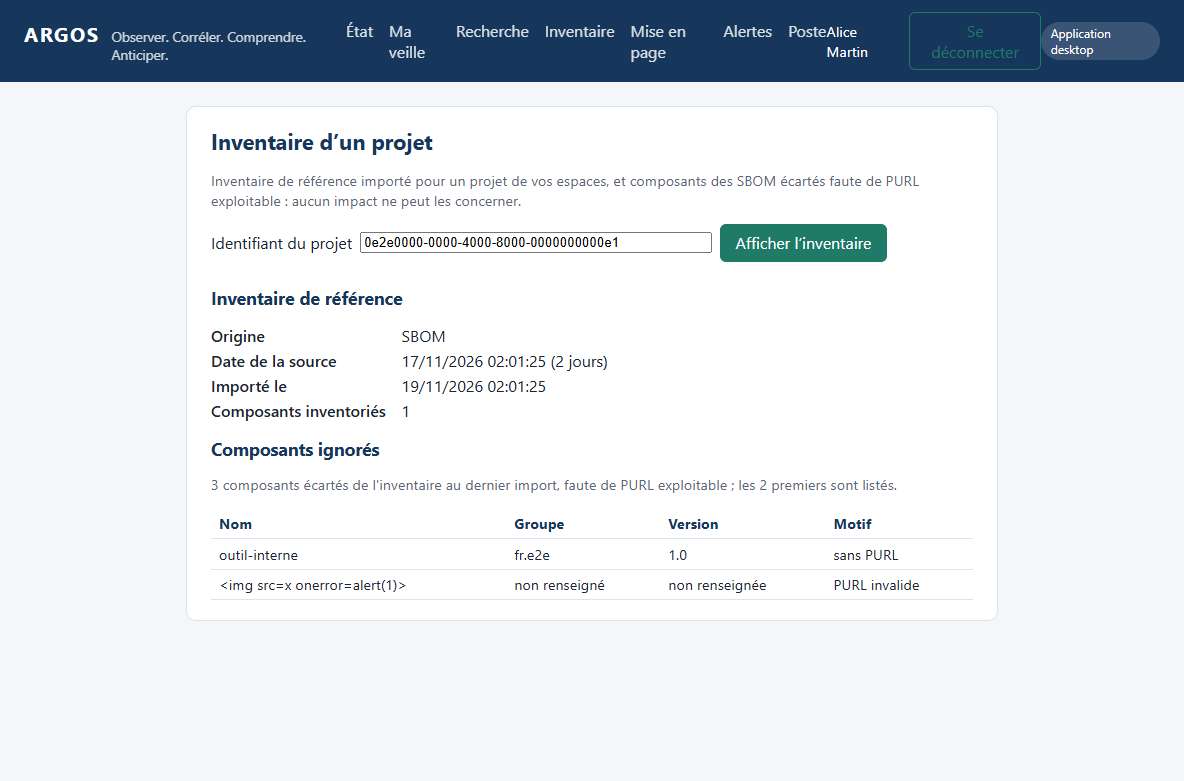 ARGOS
Observer. Corréler. Comprendre.
Anticiper.
État
Ma
veille
Recherche
Inventaire
Mise en
page
Alertes
Poste
Alice
Martin
Se
déconnecter
Application
desktop
Inventaire d’un projet
Inventaire de référence importé pour un projet de vos espaces, et composants des SBOM écartés faute de PURL
exploitable : aucun impact ne peut les concerner.
Identifiant du projet 0e2e0000-0000-4000-8000-0000000000e1 Afficher l’inventaire
Inventaire de référence
Origine SBOM
Date de la source 17/11/2026 02:01:25 (2 jours)
Importé le 19/11/2026 02:01:25
Composants inventoriés 1
Composants ignorés
3 composants écartés de l’inventaire au dernier import, faute de PURL exploitable ; les 2 premiers sont listés.
Nom Groupe Version Motif
outil-interne fr.e2e 1.0 sans PURL
<img src=x onerror=alert(1)> non renseigné non renseignée PURL invalide